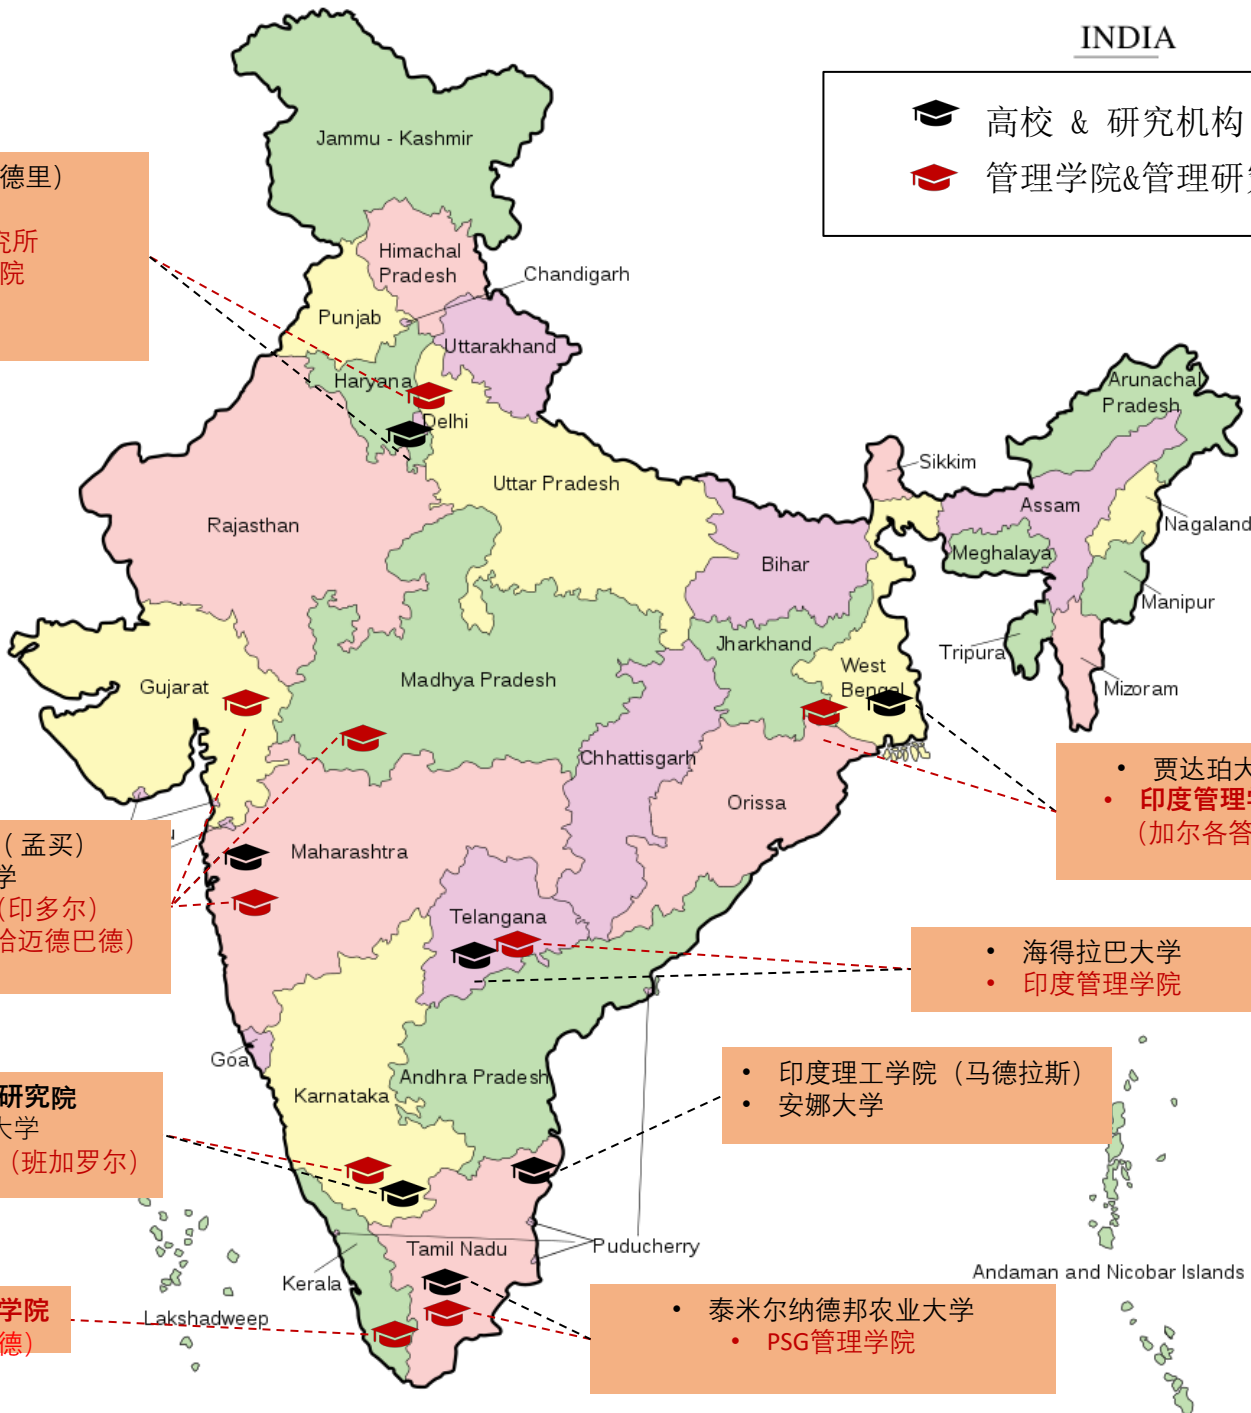 INDIA
高校 & 研究机构
管理学院&管理研
Jammu - Kashmir
德里）
究所
院
Himachal
Pradesh
Chandigarh
Punjab
Uttarakhand
Haryana
Delhi
Arunachal
Pradesh
Sikkim
Uttar Pradesh
Assam
Nagaland
Rajasthan
Bihar
Meghalaya
Manipur
Jharkhand
Tripura
West
Bengal
Gujarat
Madhya Pradesh
Mizoram
Chhattisgarh
• 贾达珀大
• 印度管理学
（加尔各答
Orissa
u
（孟买）
学
（印多尔）
哈迈德巴德）
Maharashtra
Telangana
• 海得拉巴大学
• 印度管理学院
Goa
Andhra Pradesh
• 印度理工学院（马德拉斯）
• 安娜大学
Karnataka
研究院
大学
（班加罗尔）
Tamil Nadu
Puducherry
Kerala
Andaman and Nicobar Islands
Lakshadweep
学院
德）
• 泰米尔纳德邦农业大学
• PSG管理学院